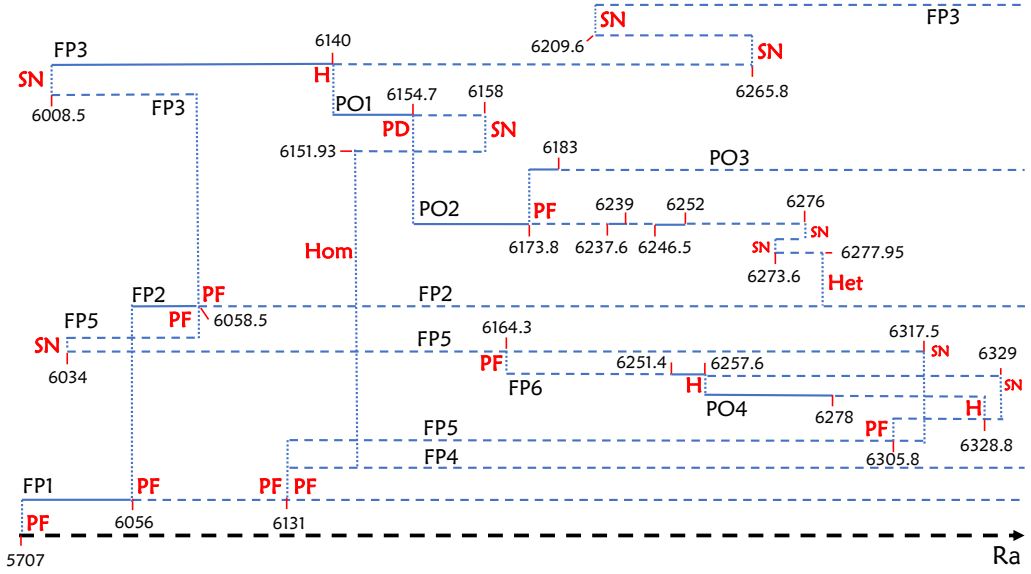 SN
FP3
6140
6209.6
FP3
SN
SN
H
FP3
6008.5
6265.8
PO1
6154.7
6158
PD
SN
6151.93
6183
PO3
PO2
PF
6239
6252
6276
Hom
6173.8
6237.6
6246.5
SN
SN
6277.95
6273.6
Het
FP2
PF
PF
6058.5
FP2
FP5
SN
6034
FP5
6164.3
6317.5
SN
PF
6251.4
6257.6
6329
FP6
H
SN
PO4
6278
H
FP5
PF
6328.8
FP4
6305.8
FP1
PF
PF
PF
PF
6056
6131
5707
Ra